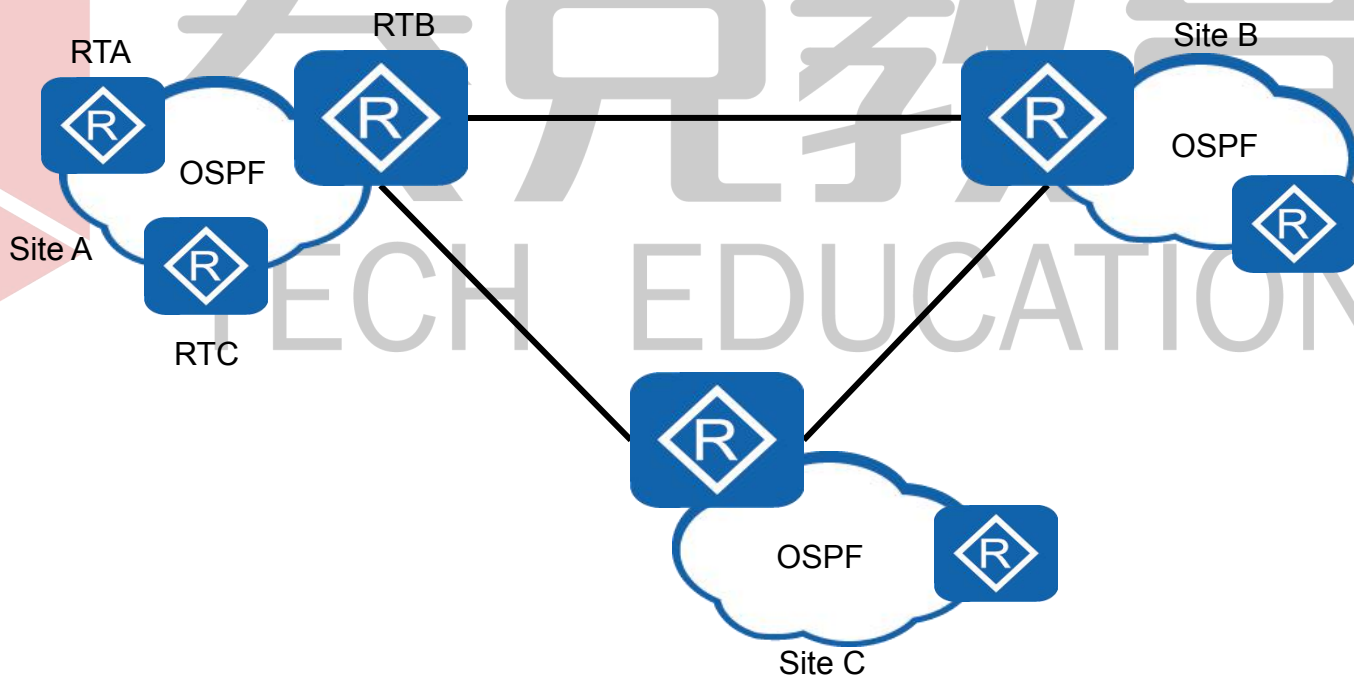 RTB
Site B
RTA
R
R
R
OSPF
OSPF
R
Site A
R
RTC
TECH EDUCATION
R
OSPF
R
Site C